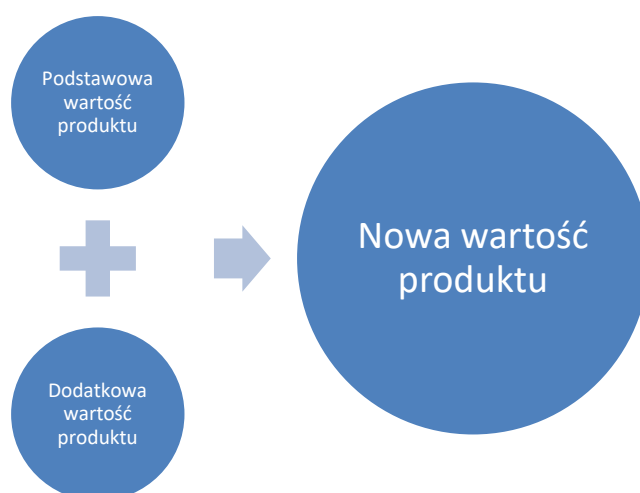 Podstawowa
wartość
produktu
Dodatkowa
wartość
produktu
Nowa wartość
produktu